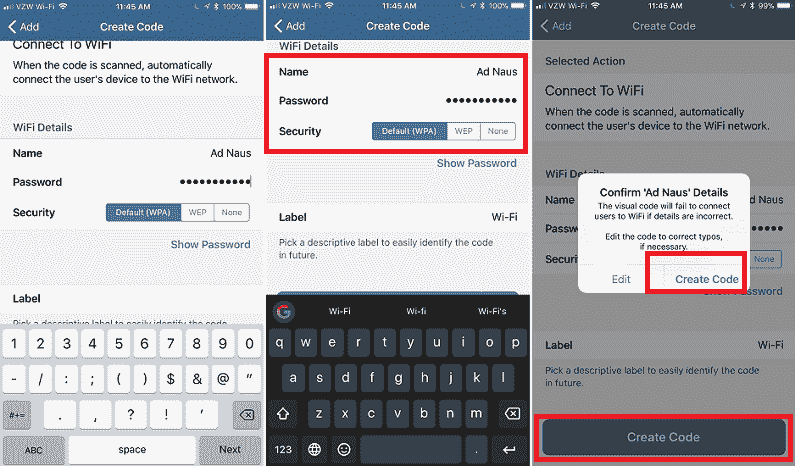 VZW Wi-Fi 11:45 AM 100%
Add Create Code
Connect To WiFi
When the code is scanned, automatically
connect the user's device to the WiFi network.
WiFi Details
Name Ad Naus
Password •••••••••••
Security Default (WPA) WEP None
Show Password
Label
Pick a descriptive label to easily identify the code
1 2 3 4 5 6 7 8 9 0
- / : ; ( ) $ & @ "
#+= . , ? ! '
ABC space Next
VZW Wi-Fi 11:45 AM 100%
Add Create Code
WiFi Details
Name Ad Naus
Password •••••••••••
Security Default (WPA) WEP None
Show Password
Label Wi-Fi
Pick a descriptive label to easily identify the code
in future.
G Wi-Fi Wi-fi Wi-Fi's
q w e r t y u i o p
a s d f g h j k l
z x c v b n m
123 .
VZW Wi-Fi 11:45 AM 99%
Add Create Code
Selected Action
Connect To WiFi
When the code is scanned, automatically
connect the user's device to the WiFi network.
WiFi Details
Name Ad Naus
Passw •••••
Securi None
Show Password
Confirm 'Ad Naus' Details
The visual code will fail to connect
users to WiFi if details are incorrect.
Edit the code to correct typos,
if necessary.
Edit Create Code
Label Wi-Fi
Pick a descriptive label to easily identify the code
in future.
Create Code